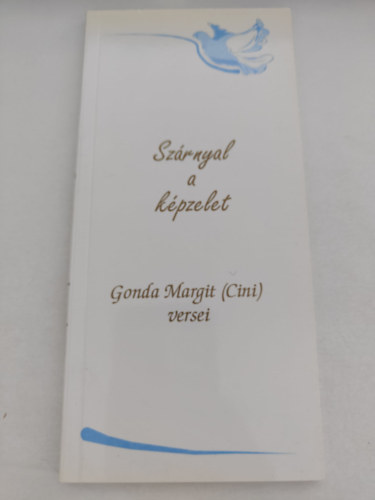 Szárnyal
a
képzelet
Gonda Margit (Cini)
versei